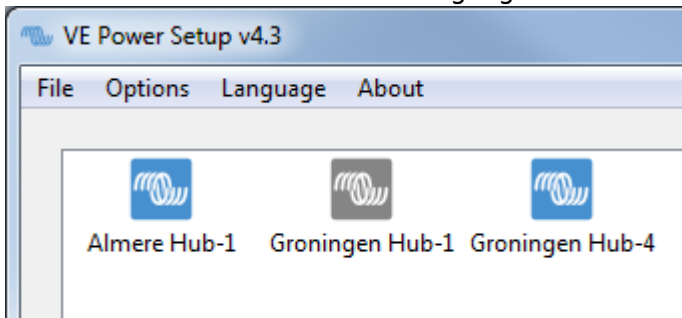 VE Power Setup v4.3
File Options Language About
Almere Hub-1 Groningen Hub-1 Groningen Hub-4